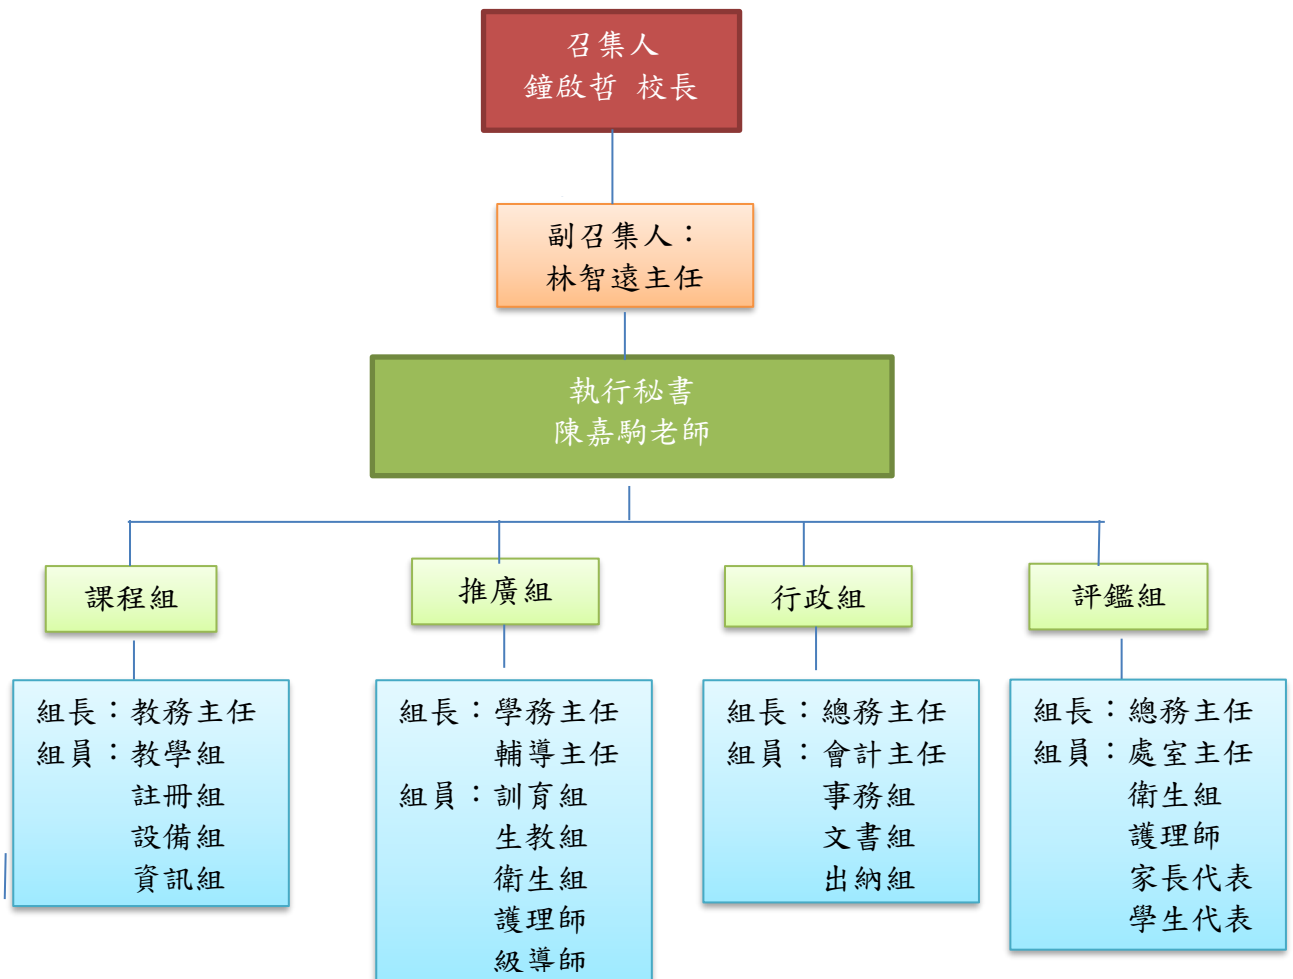 召集人
鐘啟哲 校長
副召集人：
林智遠主任
執行秘書
陳嘉駒老師
課程組
推廣組
行政組
評鑑組
組長：教務主任
組員：教學組
註冊組
設備組
資訊組
組長：學務主任
輔導主任
組員：訓育組
生教組
衛生組
護理師
級導師
組長：總務主任
組員：會計主任
事務組
文書組
出納組
組長：總務主任
組員：處室主任
衛生組
護理師
家長代表
學生代表